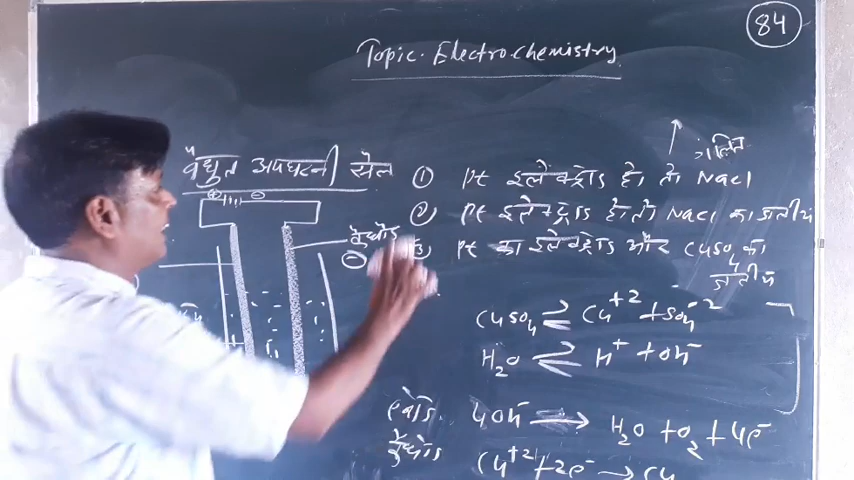 84
Topic. Electrochemistry
वैद्युत अपघटनी सेल
गलित
① Pt इलेक्ट्रोड हो तो NaCl
② Pt इलेक्ट्रोड हो तो NaCl का जलीय
③ Pt का इलेक्ट्रोड और CuSO₄ का
जलीय
⊕ ⊖
कैथोड
⊖
CuSO₄ ⇌ Cu⁺² + SO₄⁻²
H₂O ⇌ H⁺ + OH⁻
एनोड 4OH⁻ → H₂O + O₂ + 4e⁻
कैथोड Cu⁺² + 2e⁻ → Cu